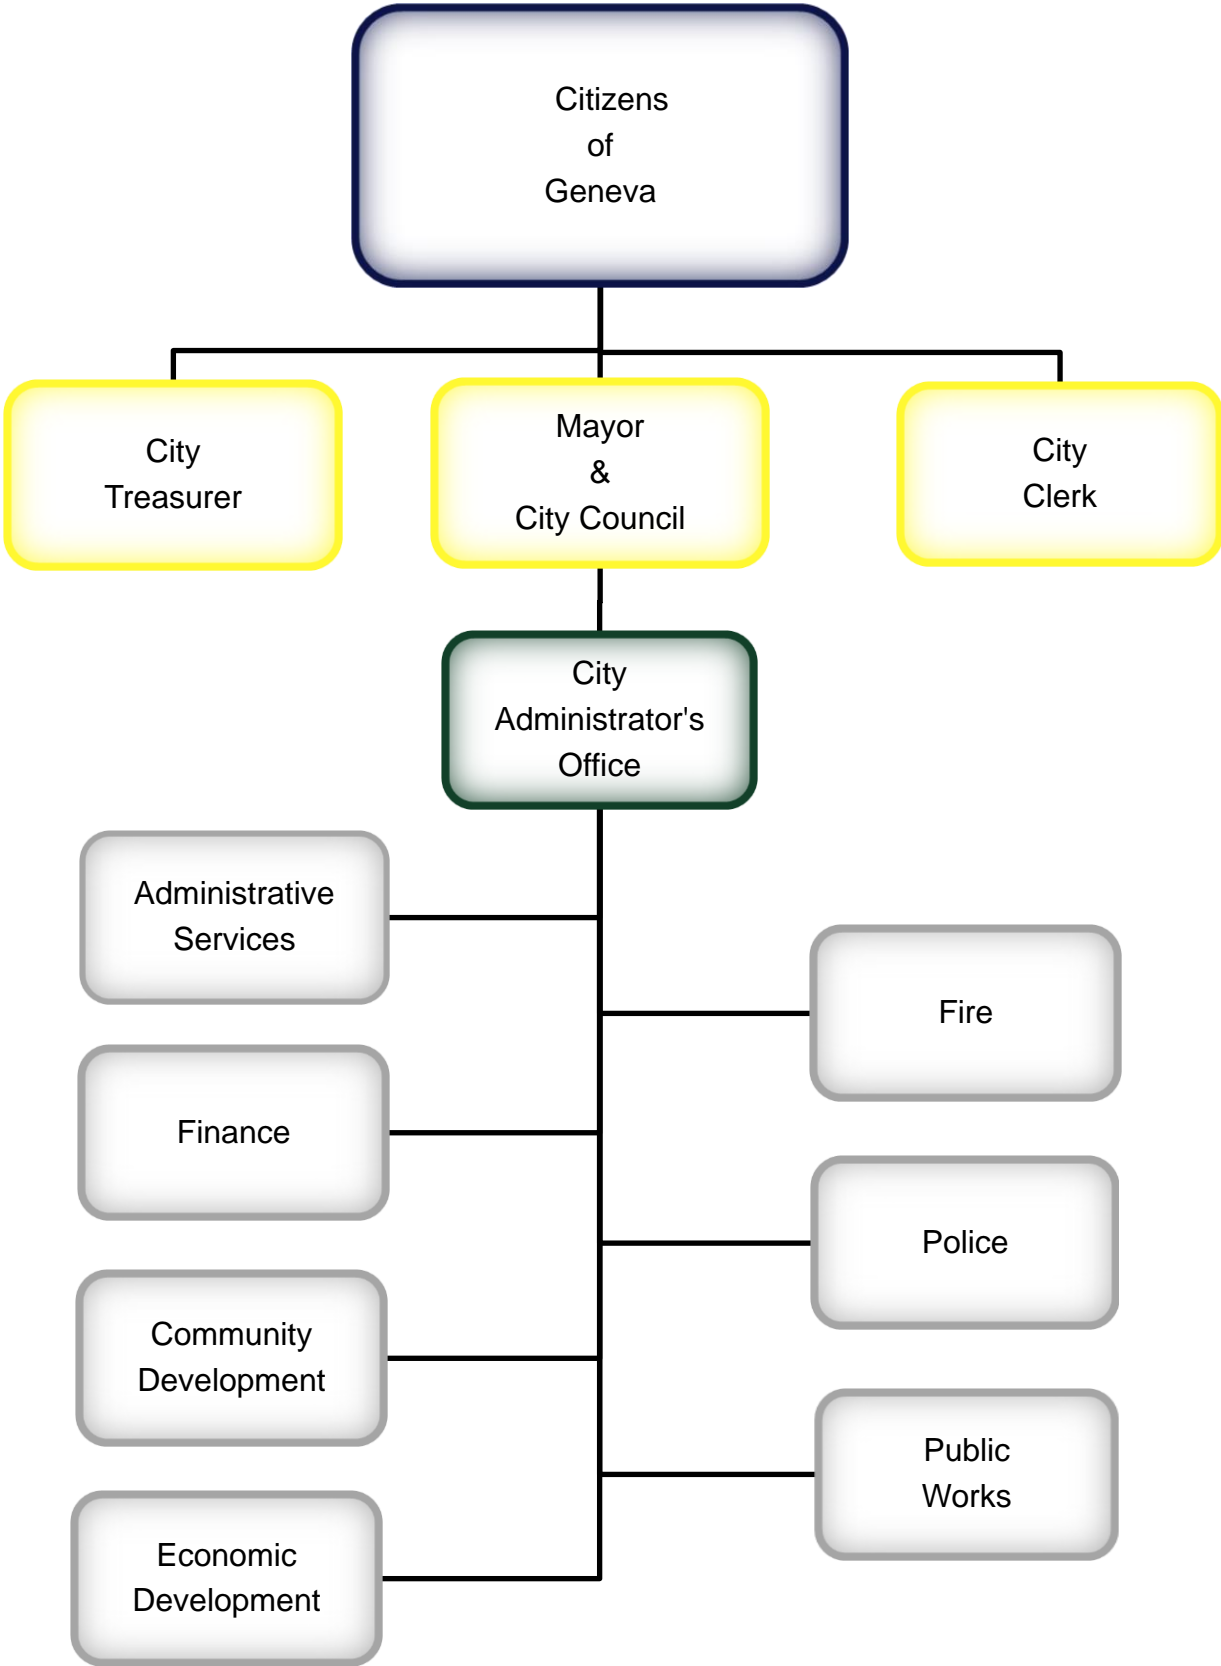 Citizens
of
Geneva
City
Treasurer
Mayor
&
City Council
City
Clerk
City
Administrator's
Office
Administrative
Services
Fire
Finance
Police
Community
Development
Public
Works
Economic
Development